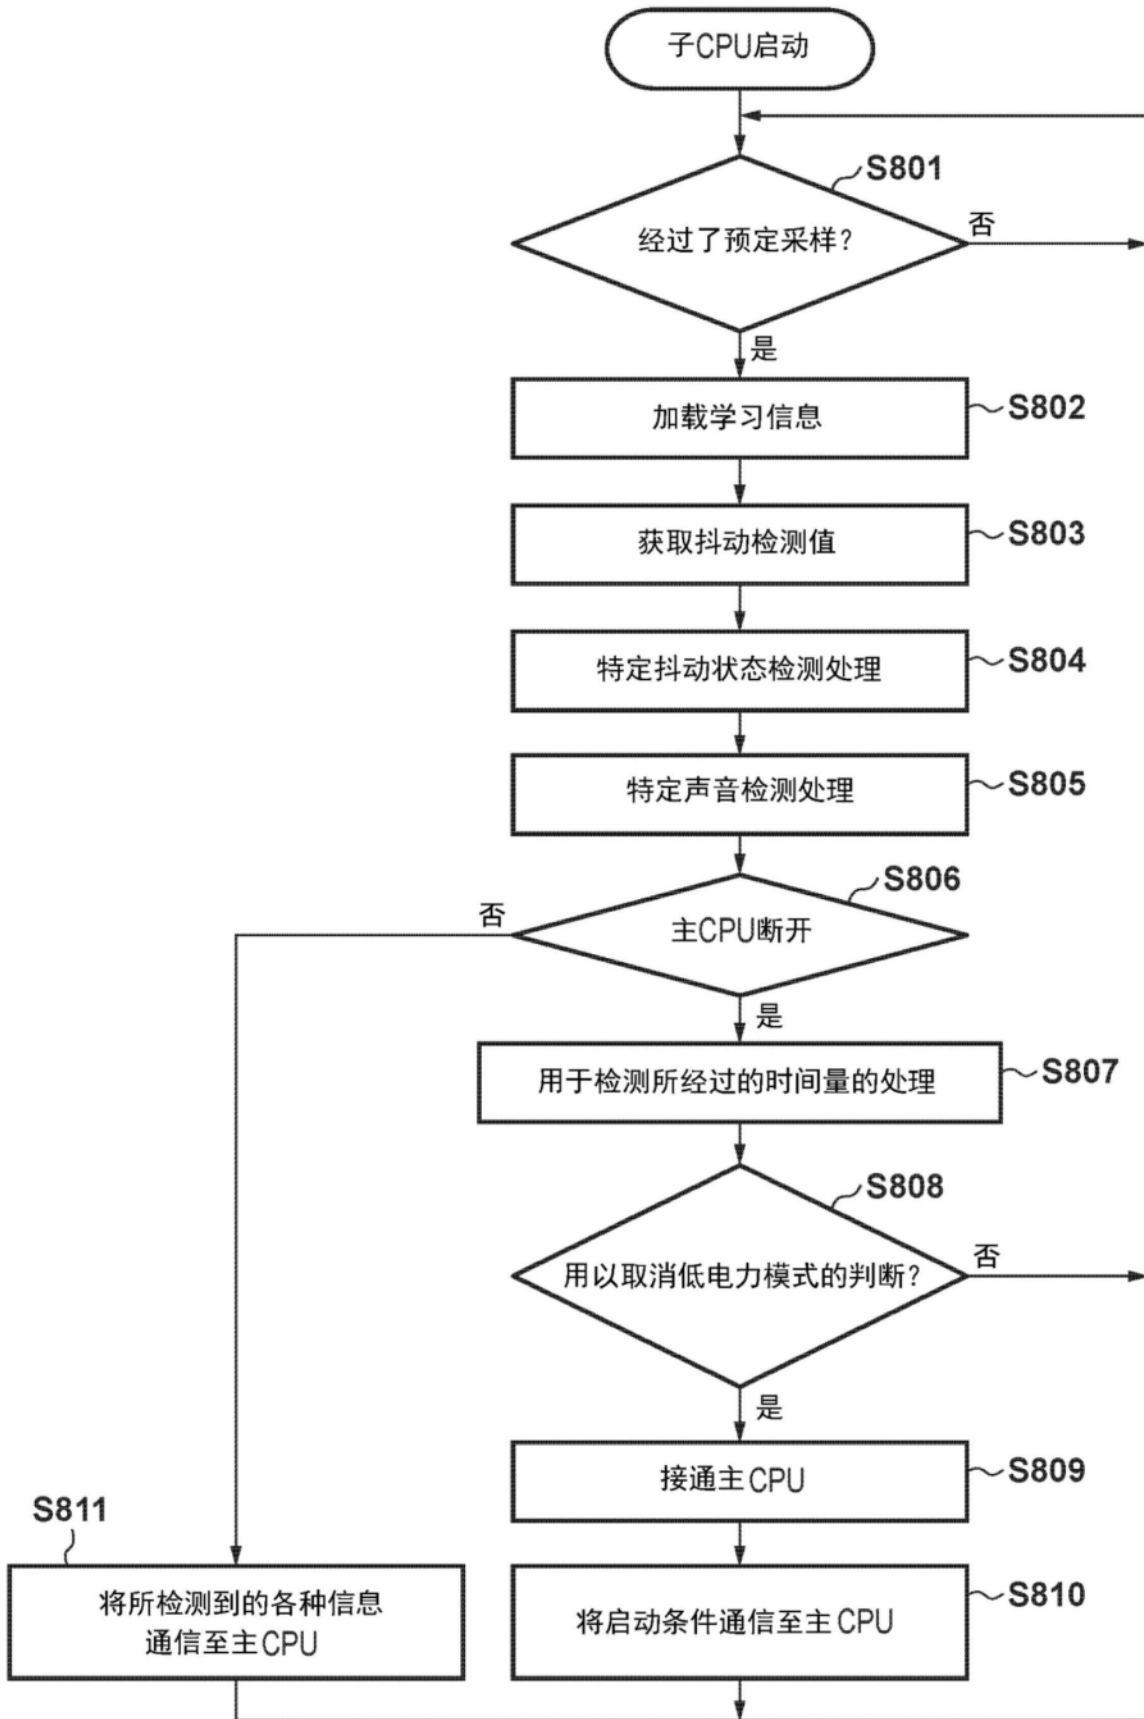 子CPU启动
S801
经过了预定采样?
否
是
加载学习信息
S802
获取抖动检测值
S803
特定抖动状态检测处理
S804
特定声音检测处理
S805
S806
否
主CPU断开
是
用于检测所经过的时间量的处理
S807
S808
用以取消低电力模式的判断?
否
是
接通主CPU
S809
S811
将所检测到的各种信息
通信至主CPU
将启动条件通信至主CPU
S810